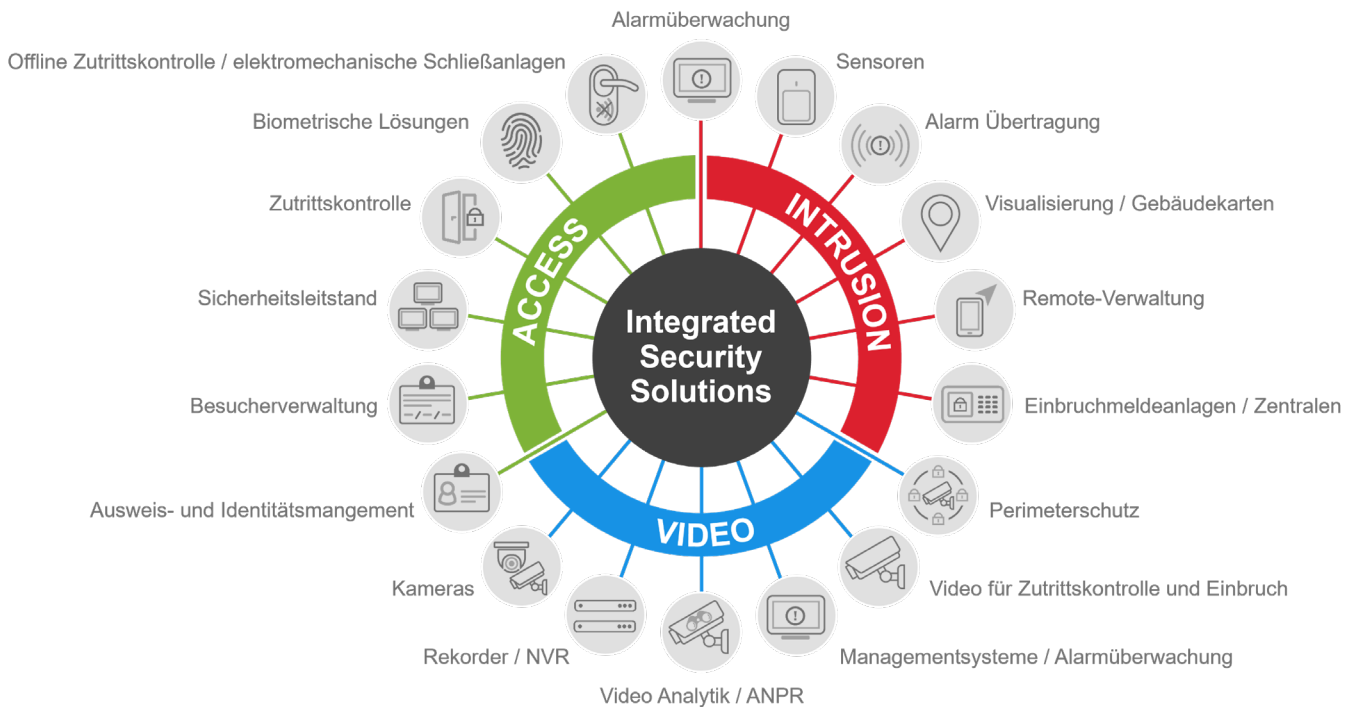 Alarmüberwachung
Offline Zutrittskontrolle / elektromechanische Schließanlagen
Sensoren
Biometrische Lösungen
Alarm Übertragung
Zutrittskontrolle
Visualisierung / Gebäudekarten
ACCESS
INTRUSION
Sicherheitsleitstand
Remote-Verwaltung
Integrated
Security
Solutions
Besucherverwaltung
Einbruchmeldeanlagen / Zentralen
Ausweis- und Identitätsmangement
Perimeterschutz
VIDEO
Kameras
Video für Zutrittskontrolle und Einbruch
Rekorder / NVR
Managementsysteme / Alarmüberwachung
Video Analytik / ANPR